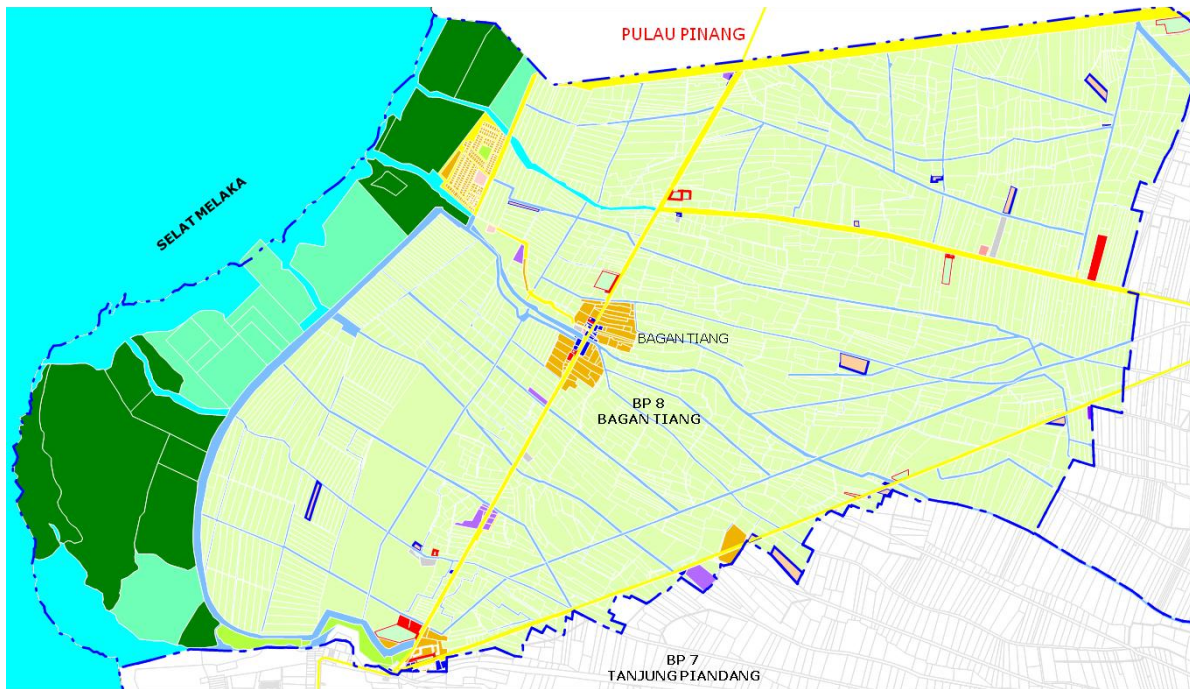 PULAU PINANG
SELAT MELAKA
BAGAN TIANG
BP 8
BAGAN TIANG
BP 7
TANJUNG PIANDANG